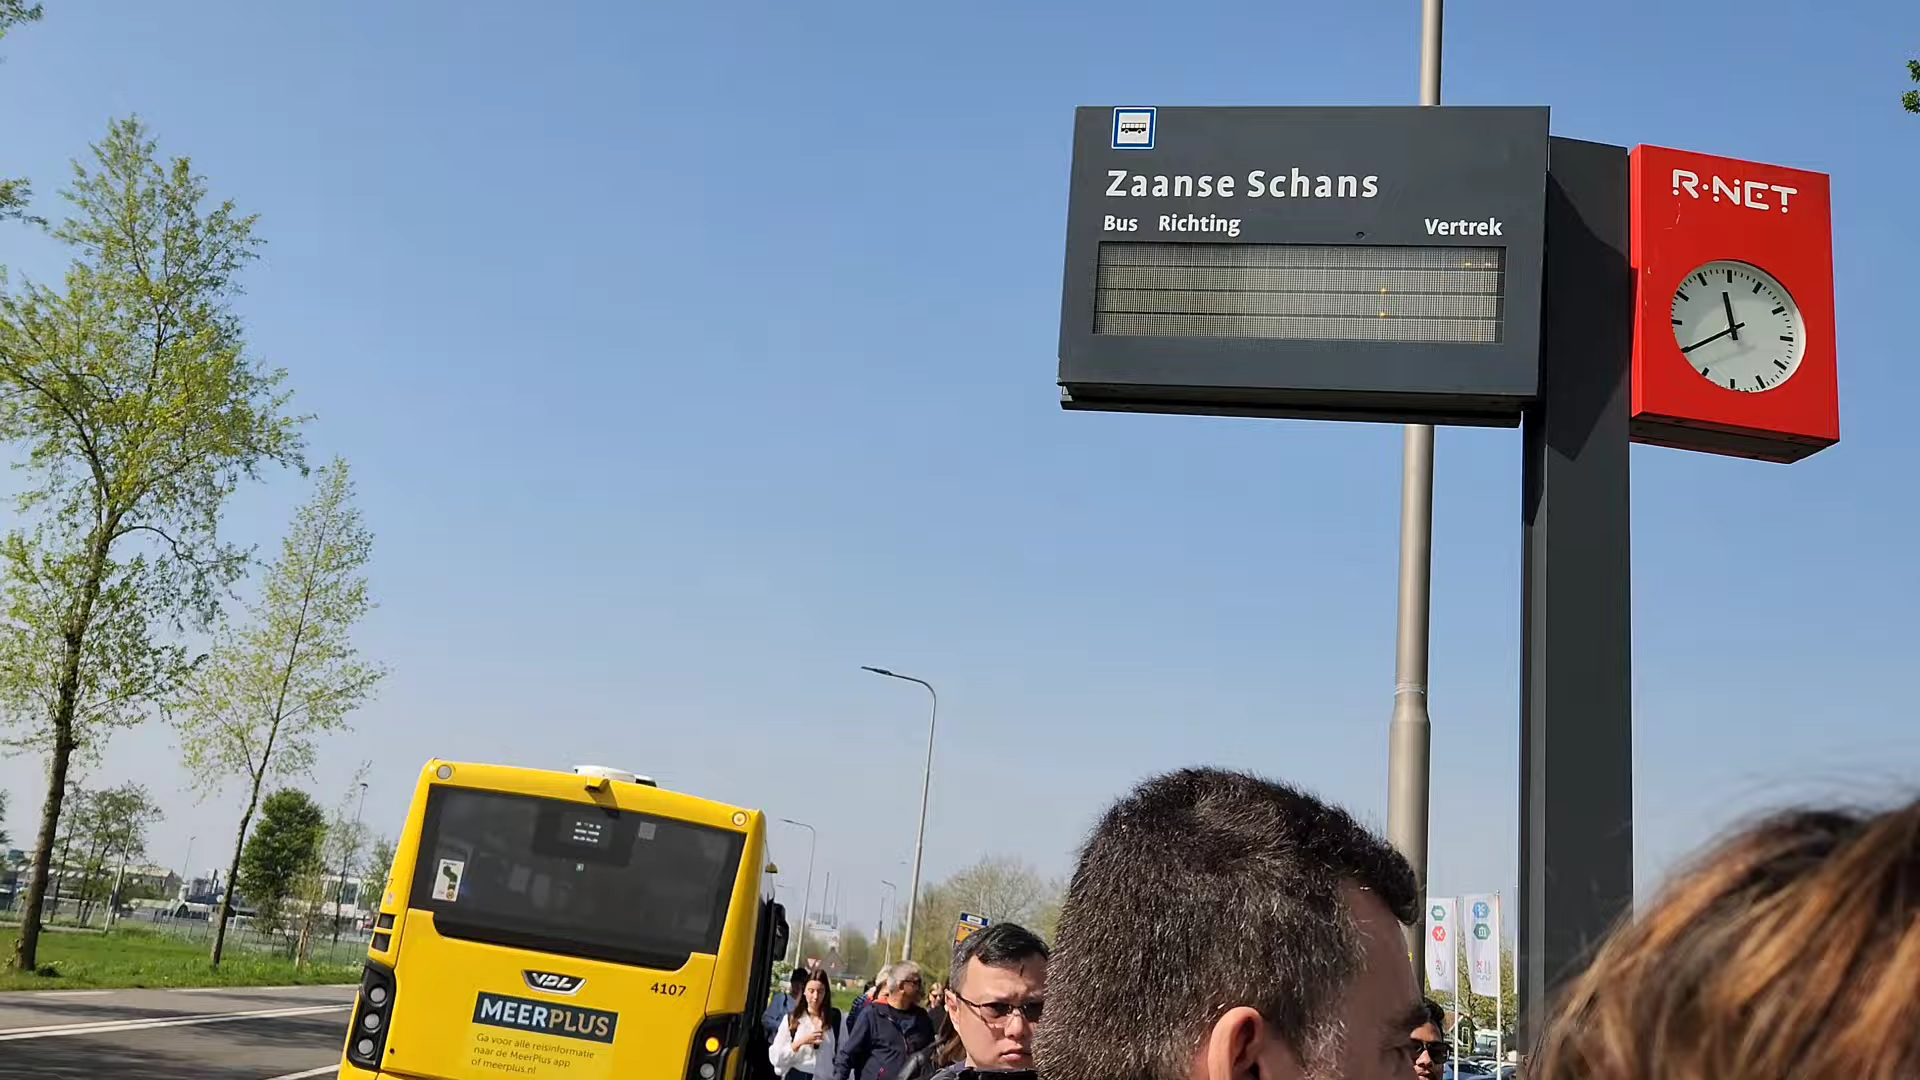 Zaanse Schans
Bus Richting Vertrek
R·NET
VDL
4107
MEERPLUS
Ga voor alle reisinformatie
naar de MeerPlus app
of meerplus.nl